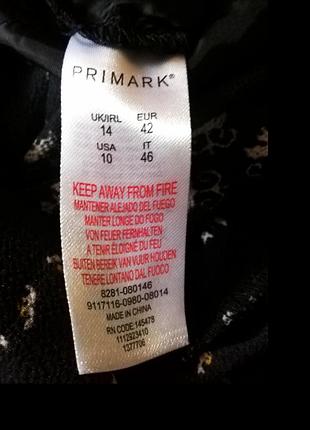 PRIMARK®
UK/IRL EUR
14 42
USA IT
10 46
KEEP AWAY FROM FIRE
MANTENER ALEJADO DEL FUEGO
MANTER LONGE DO FOGO
VON FEUER FERNHALTEN
A TENIR ÉLOIGNÉ DU FEU
BUITEN BEREIK VAN VUUR HOUDEN
TENERE LONTANO DAL FUOCO
8281-080146
9117116-0980-08014
MADE IN CHINA
RN CODE:145478
1112923410
1377706